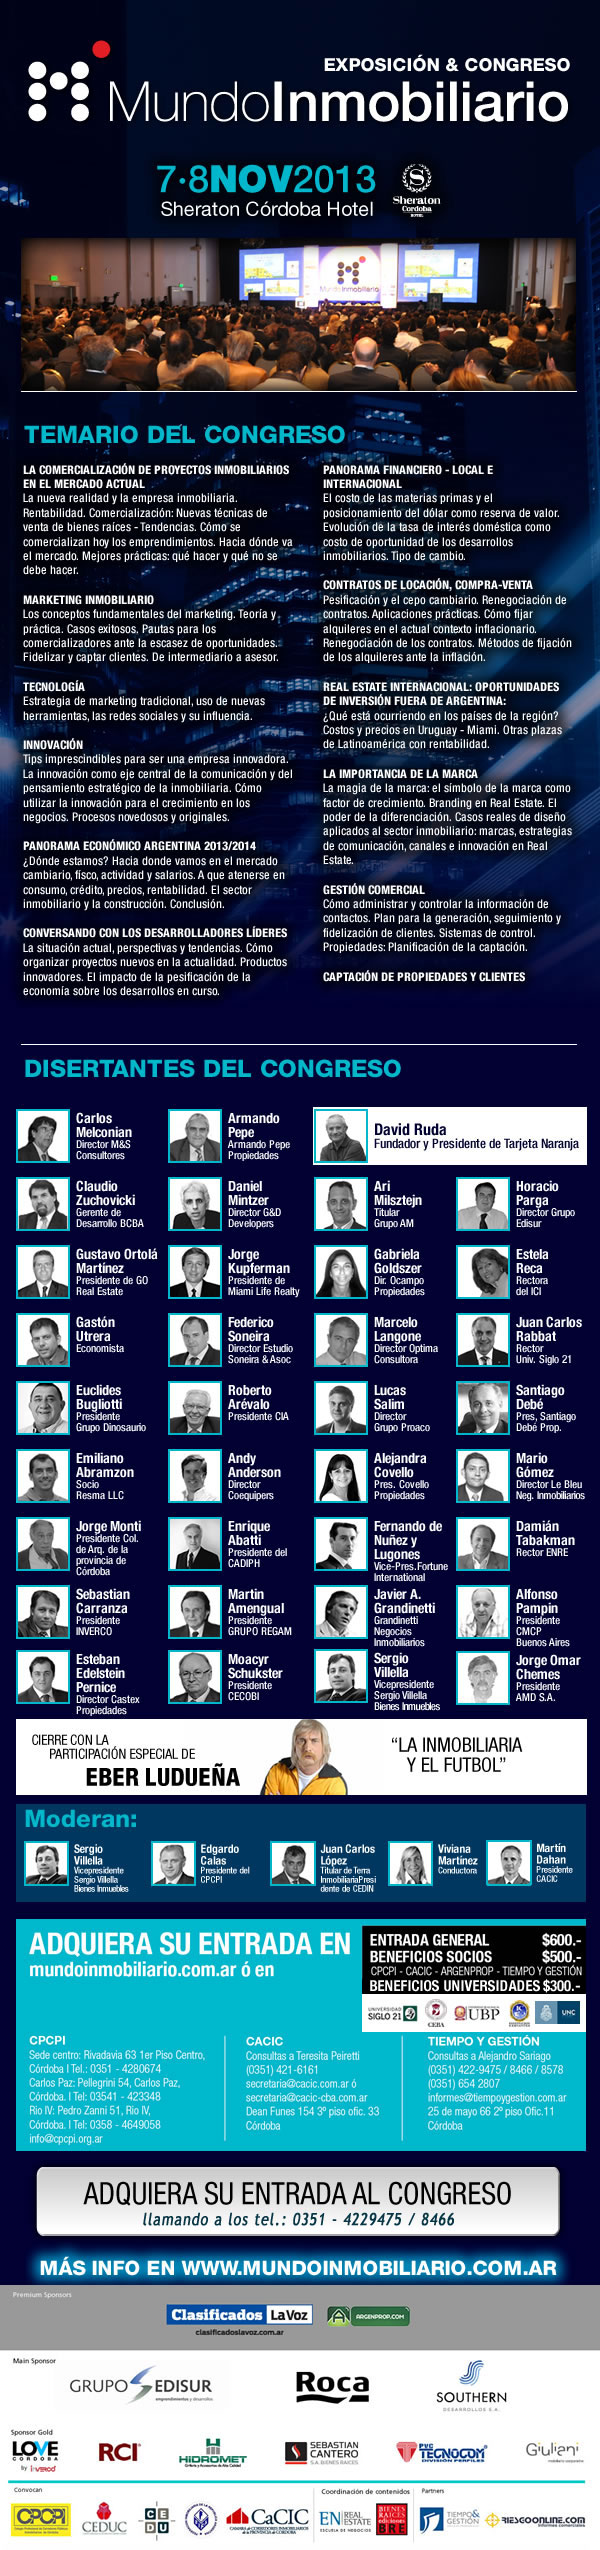 EXPOSICIÓN & CONGRESO
MundoInmobiliario
7·8NOV2013
Sheraton Córdoba Hotel
Sheraton
Cordoba
HOTEL
Mundo Inmobiliario
TEMARIO DEL CONGRESO
LA COMERCIALIZACIÓN DE PROYECTOS INMOBILIARIOS
EN EL MERCADO ACTUAL
La nueva realidad y la empresa inmobiliaria.
Rentabilidad. Comercialización: Nuevas técnicas de
venta de bienes raíces - Tendencias. Cómo se
comercializan hoy los emprendimientos. Hacia dónde va
el mercado. Mejores prácticas: qué hacer y qué no se
debe hacer.
MARKETING INMOBILIARIO
Los conceptos fundamentales del marketing. Teoría y
práctica. Casos exitosos, Pautas para los
comercializadores ante la escasez de oportunidades.
Fidelizar y captar clientes. De intermediario a asesor.
TECNOLOGÍA
Estrategia de marketing tradicional, uso de nuevas
herramientas, las redes sociales y su influencia.
INNOVACIÓN
Tips imprescindibles para ser una empresa innovadora.
La innovación como eje central de la comunicación y del
pensamiento estratégico de la inmobiliaria. Cómo
utilizar la innovación para el crecimiento en los
negocios. Procesos novedosos y originales.
PANORAMA ECONÓMICO ARGENTINA 2013/2014
¿Dónde estamos? Hacia donde vamos en el mercado
cambiario, físco, actividad y salarios. A que atenerse en
consumo, crédito, precios, rentabilidad. El sector
inmobiliario y la construcción. Conclusión.
CONVERSANDO CON LOS DESARROLLADORES LÍDERES
La situación actual, perspectivas y tendencias. Cómo
organizar proyectos nuevos en la actualidad. Productos
innovadores. El impacto de la pesificación de la
economía sobre los desarrollos en curso.
PANORAMA FINANCIERO - LOCAL E
INTERNACIONAL
El costo de las materias primas y el
posicionamiento del dólar como reserva de valor.
Evolución de la tasa de interés doméstica como
costo de oportunidad de los desarrollos
inmobiliarios. Tipo de cambio.
CONTRATOS DE LOCACIÓN, COMPRA-VENTA
Pesificación y el cepo cambiario. Renegociación de
contratos. Aplicaciones prácticas. Cómo fijar
alquileres en el actual contexto inflacionario.
Renegociación de los contratos. Métodos de fijación
de los alquileres ante la inflación.
REAL ESTATE INTERNACIONAL: OPORTUNIDADES
DE INVERSIÓN FUERA DE ARGENTINA:
¿Qué está ocurriendo en los países de la región?
Costos y precios en Uruguay - Miami. Otras plazas
de Latinoamérica con rentabilidad.
LA IMPORTANCIA DE LA MARCA
La magia de la marca: el símbolo de la marca como
factor de crecimiento. Branding en Real Estate. El
poder de la diferenciación. Casos reales de diseño
aplicados al sector inmobiliario: marcas, estrategias
de comunicación, canales e innovación en Real
Estate.
GESTIÓN COMERCIAL
Cómo administrar y controlar la información de
contactos. Plan para la generación, seguimiento y
fidelización de clientes. Sistemas de control.
Propiedades: Planificación de la captación.
CAPTACIÓN DE PROPIEDADES Y CLIENTES
DISERTANTES DEL CONGRESO
Carlos
Melconian
Director M&S
Consultores
Armando
Pepe
Armando Pepe
Propiedades
David Ruda
Fundador y Presidente de Tarjeta Naranja
Claudio
Zuchovicki
Gerente de
Desarrollo BCBA
Daniel
Mintzer
Director G&D
Developers
Ari
Milsztejn
Titular
Grupo AM
Horacio
Parga
Director Grupo
Edisur
Gustavo Ortolá
Martínez
Presidente de GO
Real Estate
Jorge
Kupferman
Presidente de
Miami Life Realty
Gabriela
Goldszer
Dir. Ocampo
Propiedades
Estela
Reca
Rectora
del ICI
Gastón
Utrera
Economista
Federico
Soneira
Director Estudio
Soneira & Asoc
Marcelo
Langone
Director Optima
Consultora
Juan Carlos
Rabbat
Rector
Univ. Siglo 21
Euclides
Bugliotti
Presidente
Grupo Dinosaurio
Roberto
Arévalo
Presidente CIA
Lucas
Salim
Director
Grupo Proaco
Santiago
Debé
Pres, Santiago
Debé Prop.
Emiliano
Abramzon
Socio
Resma LLC
Andy
Anderson
Director
Coequipers
Alejandra
Covello
Pres. Covello
Propiedades
Mario
Gómez
Director Le Bleu
Neg. Inmobiliarios
Jorge Monti
Presidente Col.
de Arq. de la
provincia de
Córdoba
Enrique
Abatti
Presidente del
CADIPH
Fernando de
Nuñez y
Lugones
Vice-Pres.Fortune
International
Damián
Tabakman
Rector ENRE
Sebastian
Carranza
Presidente
INVERCO
Martin
Amengual
Presidente
GRUPO REGAM
Javier A.
Grandinetti
Grandinetti
Negocios
Inmobiliarios
Alfonso
Pampin
Presidente
CMCP
Buenos Aires
Esteban
Edelstein
Pernice
Director Castex
Propiedades
Moacyr
Schukster
Presidente
CECOBI
Sergio
Villella
Vicepresidente
Sergio Villella
Bienes Inmuebles
Jorge Omar
Chemes
Presidente
AMD S.A.
CIERRE CON LA
PARTICIPACIÓN ESPECIAL DE
EBER LUDUEÑA
“LA INMOBILIARIA
Y EL FUTBOL”
Moderan:
Sergio
Villella
Vicepresidente
Sergio Villella
Bienes Inmuebles
Edgardo
Calas
Presidente del
CPCPI
Juan Carlos
López
Titular de Terra
InmobiliariaPresi
dente de CEDIN
Viviana
Martínez
Conductora
Martín
Dahan
Presidente
CACIC
ADQUIERA SU ENTRADA EN
mundoinmobiliario.com.ar ó en
ENTRADA GENERAL $600.-
BENEFICIOS SOCIOS $500.-
CPCPI - CACIC - ARGENPROP - TIEMPO Y GESTIÓN
BENEFICIOS UNIVERSIDADES $300.-
UNIVERSIDAD
SIGLO 21
CEBA
UBP
UNC
CPCPI
Sede centro: Rivadavia 63 1er Piso Centro,
Córdoba l Tel.: 0351 - 4280674
Carlos Paz: Pellegrini 54, Carlos Paz,
Córdoba. l Tel: 03541 - 423348
Rio IV: Pedro Zanni 51, Rio IV,
Córdoba. l Tel: 0358 - 4649058
info@cpcpi.org.ar
CACIC
Consultas a Teresita Peiretti
(0351) 421-6161
secretaria@cacic.com.ar ó
secretaria@cacic-cba.com.ar
Dean Funes 154 3º piso ofic. 33
Córdoba
TIEMPO Y GESTIÓN
Consultas a Alejandro Sariago
(0351) 422-9475 / 8466 / 8578
(0351) 654 2807
informes@tiempoygestion.com.ar
25 de mayo 66 2º piso Ofic.11
Córdoba
ADQUIERA SU ENTRADA AL CONGRESO
llamando a los tel.: 0351 - 4229475 / 8466
MÁS INFO EN WWW.MUNDOINMOBILIARIO.COM.AR
Premium Sponsors
Clasificados LaVoz
clasificadoslavoz.com.ar
ARGENPROP.COM
Main Sponsor
GRUPO EDISUR
emprendimientos y desarrollos
Roca
SOUTHERN
DESARROLLOS S.A.
Sponsor Gold
LOVE
CORDOBA
by inverco
RCI
HIDROMET
Grifería y Accesorios de Alta Calidad
SEBASTIAN
CANTERO
S.A. BIENES RAICES
PVC
TECNOCOM
DIVISIÓN PERFILES
Giuliani
Convocan
CPCPI
CEDUC
CEDU
CaCIC
Coordinación de contenidos
EN REAL
ESTATE
ESCUELA DE NEGOCIOS
BIENES
RAICES
ediciones
BRE
Partners
TIEMPO&
GESTIÓN
RIESGOONLINE.COM
Informes comerciales